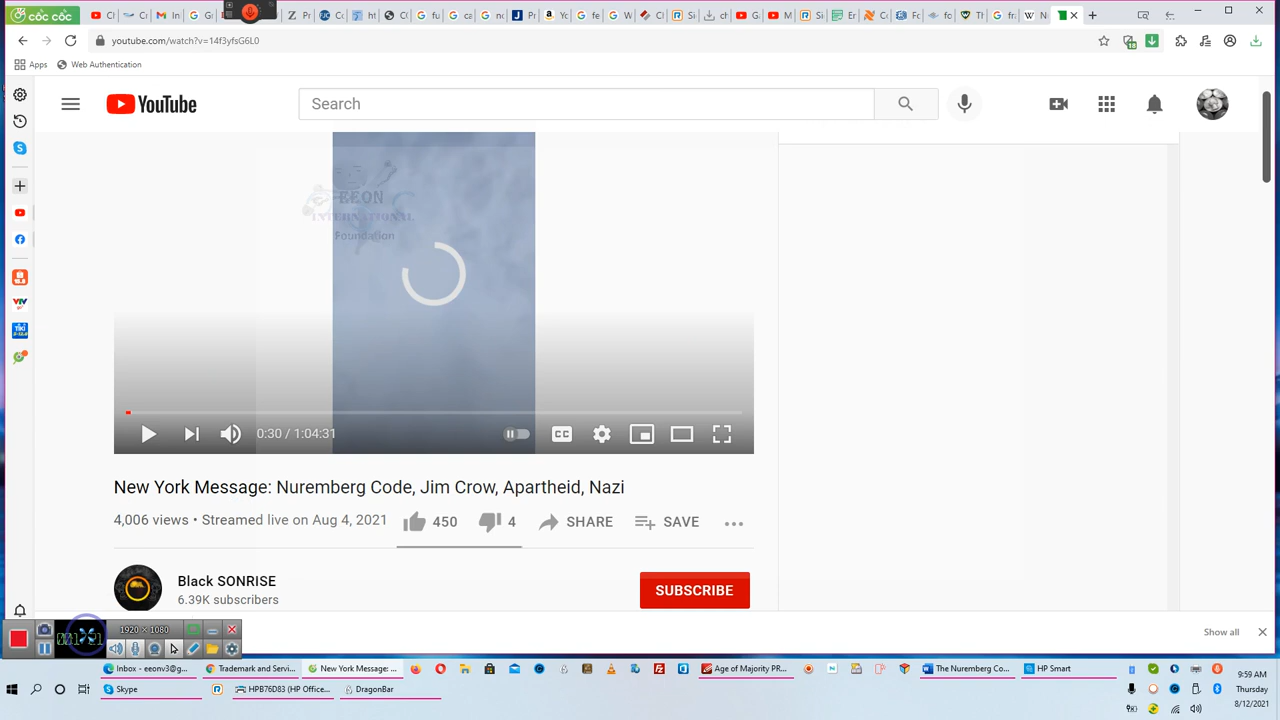 cốc cốc
youtube.com/watch?v=14f3yfsG6L0
Apps Web Authentication
YouTube
Search
EEON
INTERNATIONAL
Foundation
0:30 / 1:04:31
CC
New York Message: Nuremberg Code, Jim Crow, Apartheid, Nazi
4,006 views • Streamed live on Aug 4, 2021 450 4 SHARE SAVE
Black SONRISE
6.39K subscribers
SUBSCRIBE
1920 × 1080
Show all
Inbox - eeonv3@g... Trademark and Servi... New York Message: ... Age of Majority PR... The Nuremberg Co... HP Smart
Skype HPB76D83 (HP Office... DragonBar
9:59 AM
Thursday
8/12/2021